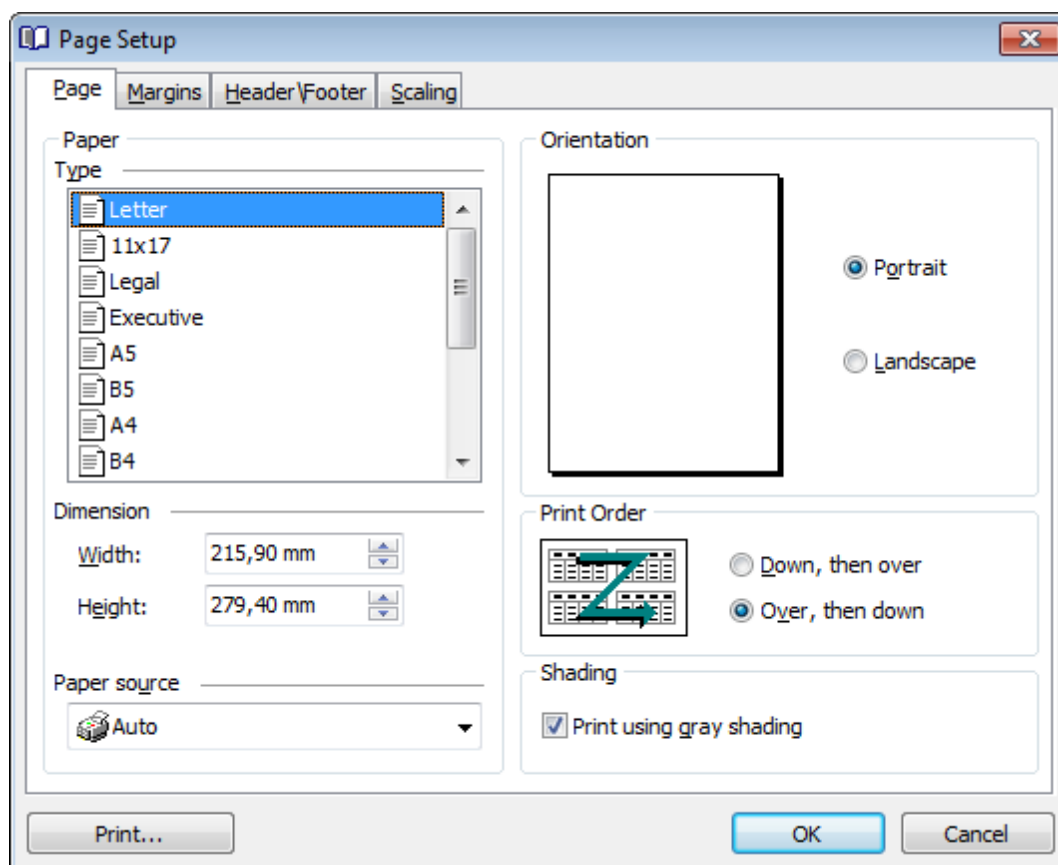 Page Setup
Page Margins Header\Footer Scaling
Paper
Type
Letter
11x17
Legal
Executive
A5
B5
A4
B4
Dimension
Width: 215,90 mm
Height: 279,40 mm
Paper source
Auto
Orientation
Portrait
Landscape
Print Order
Down, then over
Over, then down
Shading
Print using gray shading
Print... OK Cancel